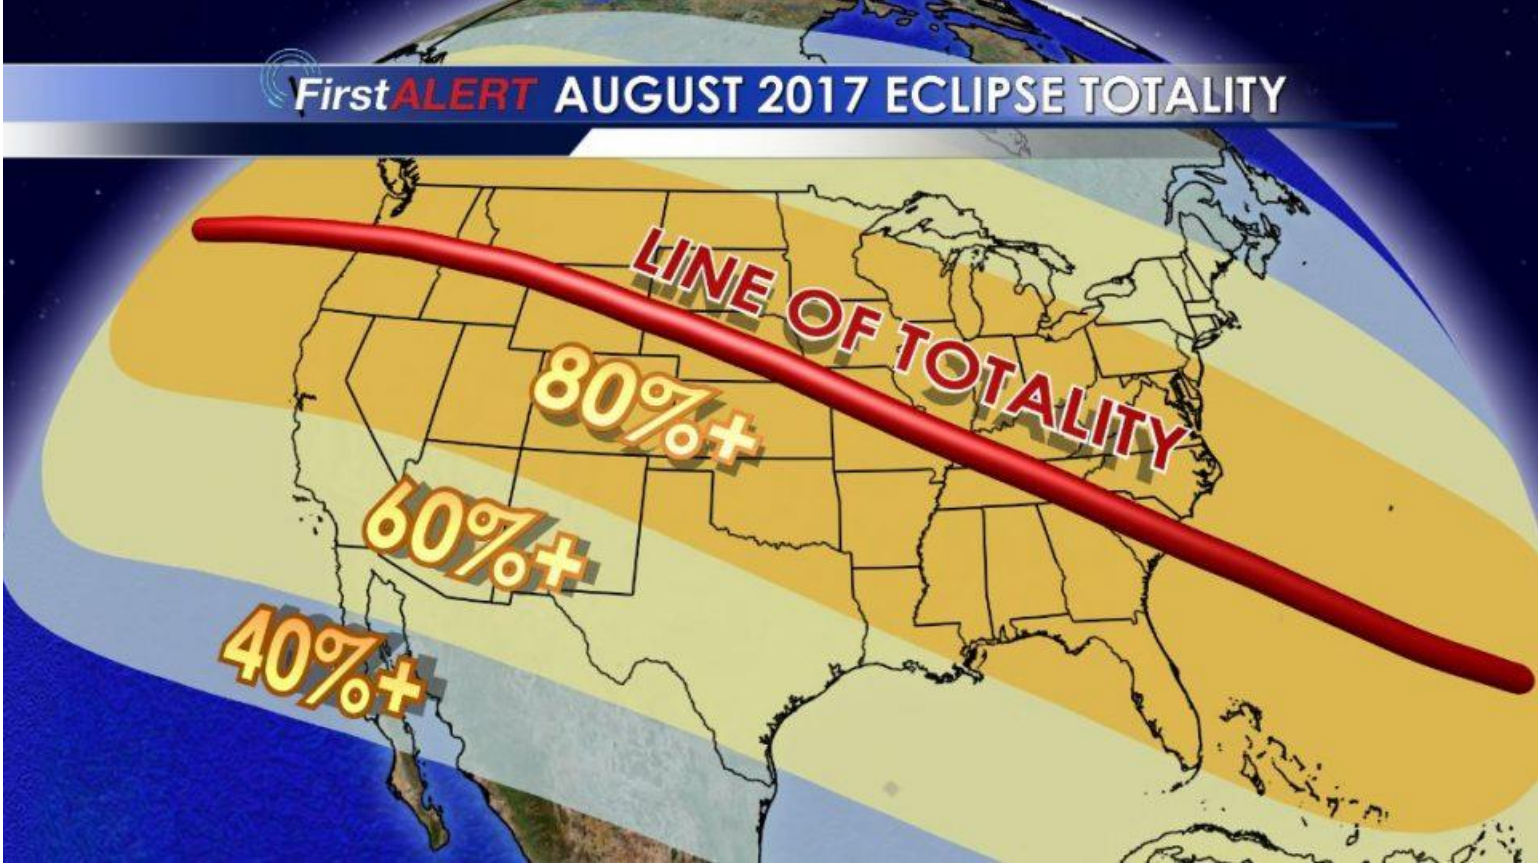 FirstALERT AUGUST 2017 ECLIPSE TOTALITY
LINE OF TOTALITY
80%+
60%+
40%+